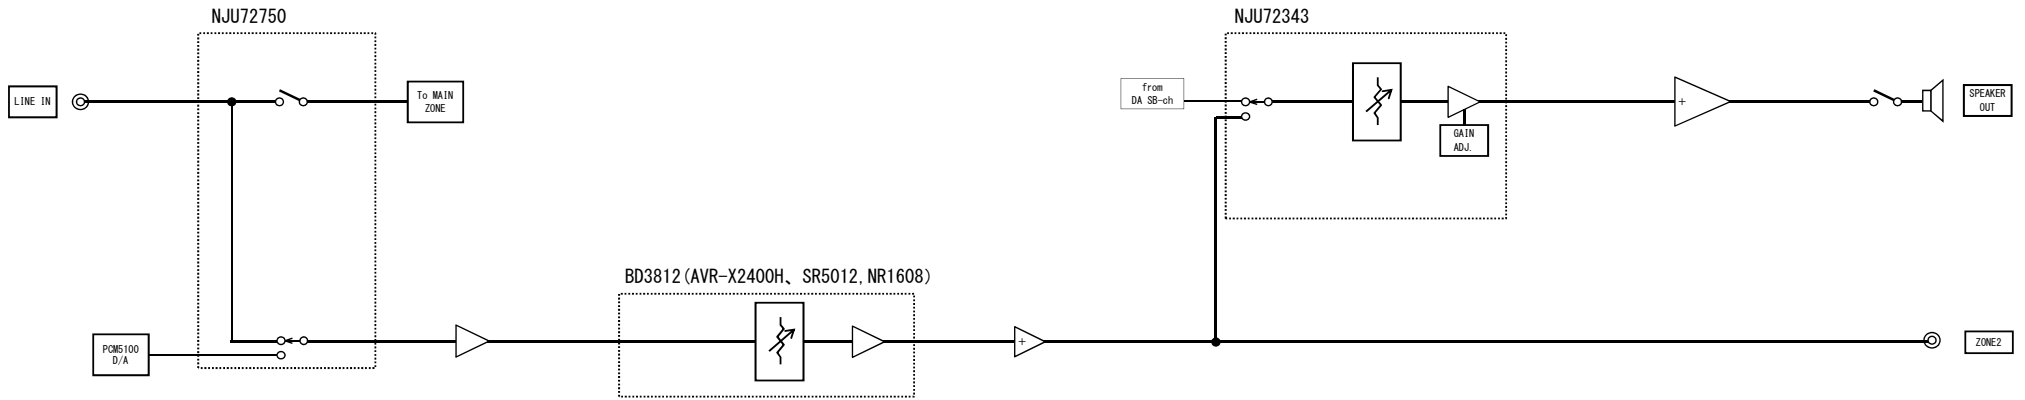 NJU72750
NJU72343
LINE IN
To MAIN
ZONE
from
DA SB-ch
+
SPEAKER
OUT
GAIN
ADJ.
BD3812(AVR-X2400H、 SR5012,NR1608)
PCM5100
D/A
+
ZONE2